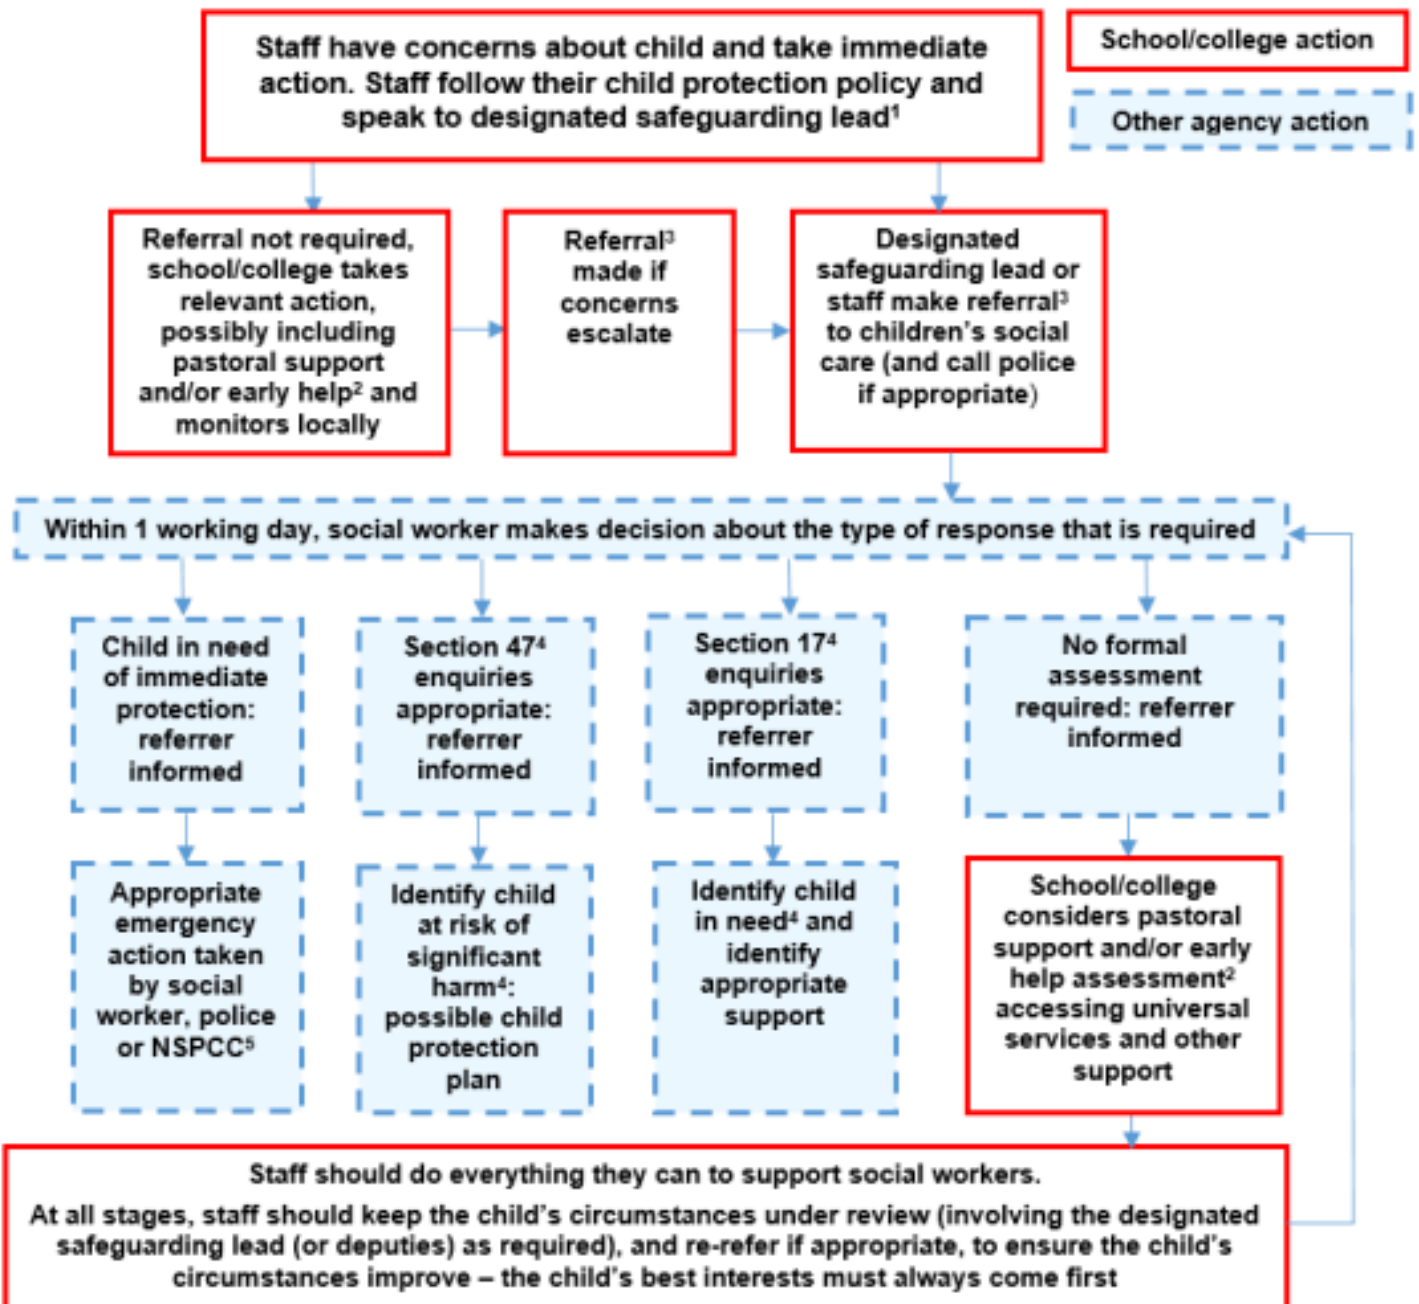 Staff have concerns about child and take immediate
action. Staff follow their child protection policy and
speak to designated safeguarding lead¹
School/college action
Other agency action
Referral not required,
school/college takes
relevant action,
possibly including
pastoral support
and/or early help² and
monitors locally
Referral³
made if
concerns
escalate
Designated
safeguarding lead or
staff make referral³
to children's social
care (and call police
if appropriate)
Within 1 working day, social worker makes decision about the type of response that is required
Child in need
of immediate
protection:
referrer
informed
Section 47⁴
enquiries
appropriate:
referrer
informed
Section 17⁴
enquiries
appropriate:
referrer
informed
No formal
assessment
required: referrer
informed
Appropriate
emergency
action taken
by social
worker, police
or NSPCC⁵
Identify child
at risk of
significant
harm⁴:
possible child
protection
plan
Identify child
in need⁴ and
identify
appropriate
support
School/college
considers pastoral
support and/or early
help assessment²
accessing universal
services and other
support
Staff should do everything they can to support social workers.
At all stages, staff should keep the child's circumstances under review (involving the designated
safeguarding lead (or deputies) as required), and re-refer if appropriate, to ensure the child's
circumstances improve – the child's best interests must always come first